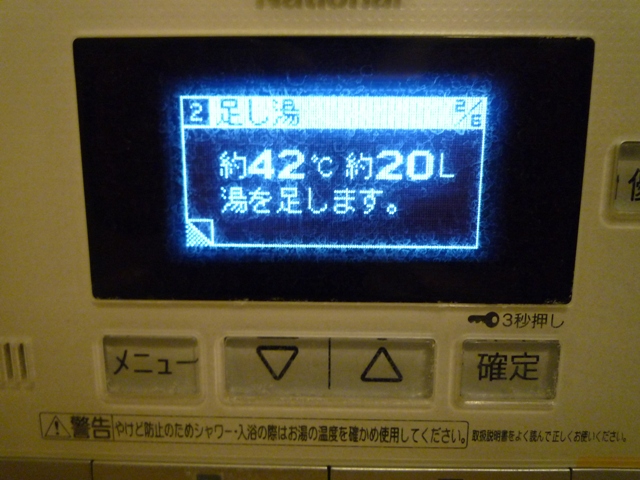 National
2 足し湯 2/6
約42℃ 約20L
湯を足します。
3秒押し
メニュー ▽ △ 確定
⚠警告 やけど防止のためシャワー・入浴の際はお湯の温度を確かめ使用してください。 取扱説明書をよく読んで正しくお使いください。